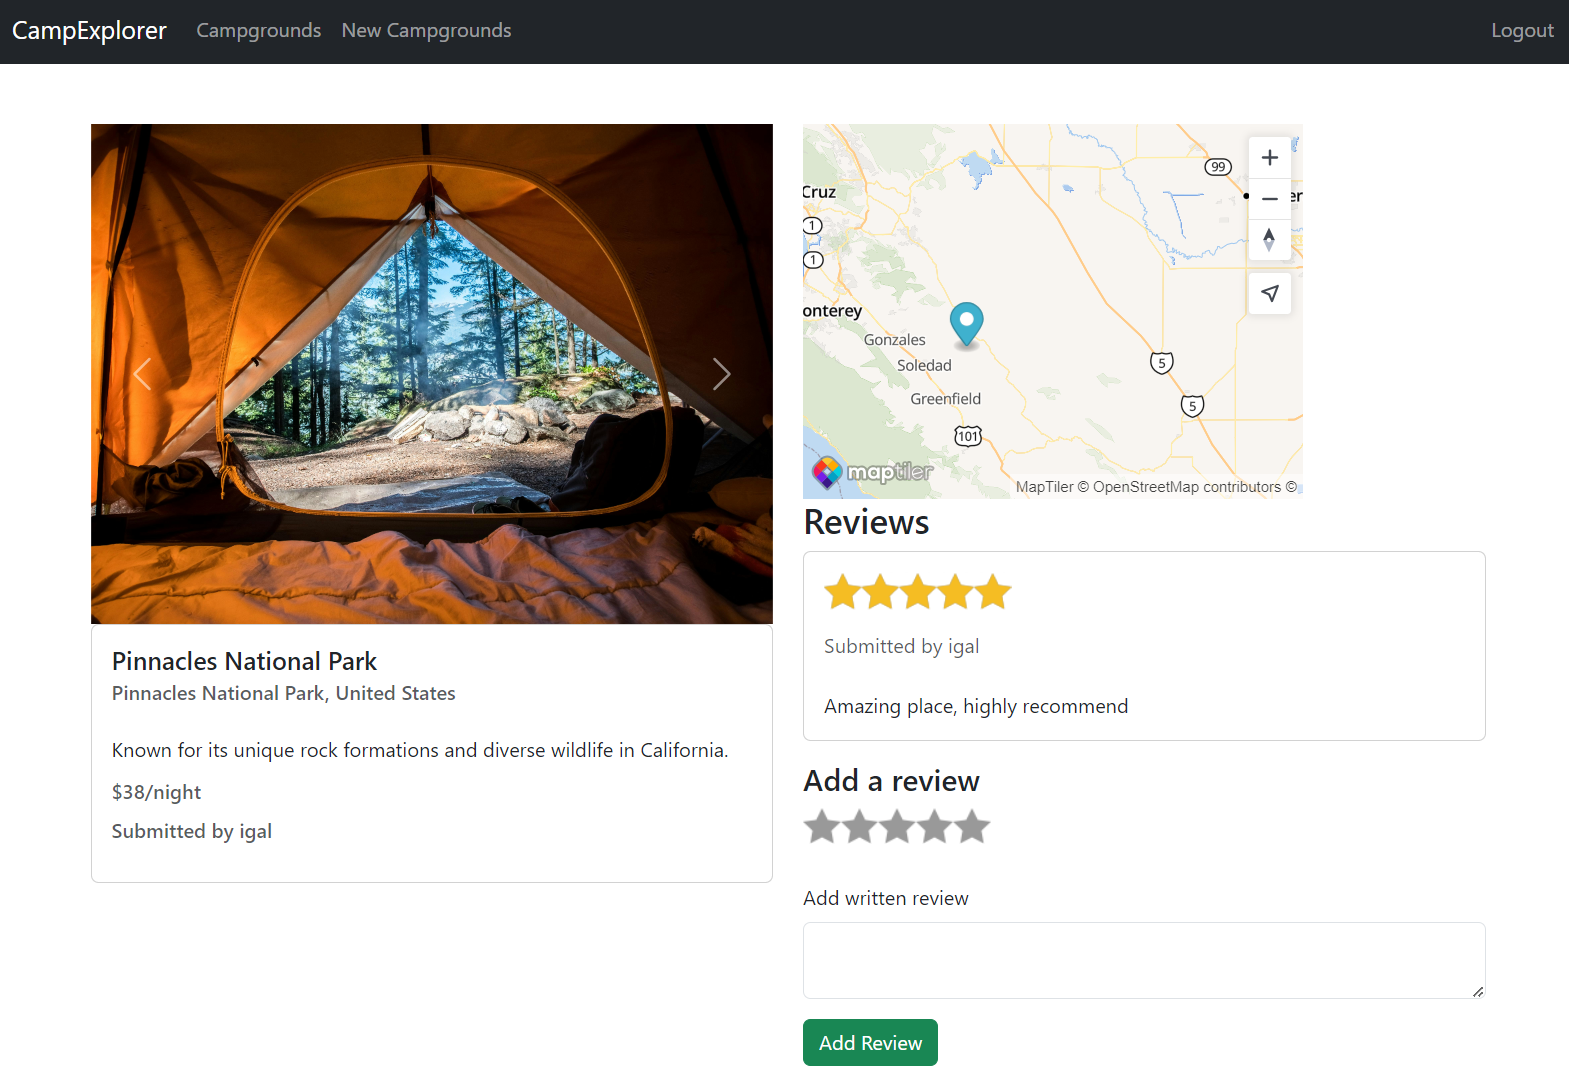 CampExplorer
Campgrounds
New Campgrounds
Logout
Pinnacles National Park
Pinnacles National Park, United States
Known for its unique rock formations and diverse wildlife in California.
$38/night
Submitted by igal
99
Cruz
er
1
1
onterey
Gonzales
Soledad
5
Greenfield
5
101
maptiler
MapTiler © OpenStreetMap contributors ©
Reviews
Submitted by igal
Amazing place, highly recommend
Add a review
Add written review
Add Review